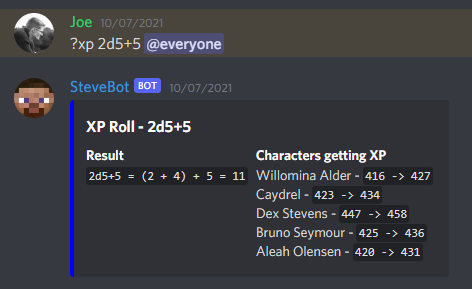 Joe 10/07/2021
?xp 2d5+5 @everyone
SteveBot BOT 10/07/2021
XP Roll - 2d5+5
Result
2d5+5 = (2 + 4) + 5 = 11
Characters getting XP
Willomina Alder - 416 -> 427
Caydrel - 423 -> 434
Dex Stevens - 447 -> 458
Bruno Seymour - 425 -> 436
Aleah Olensen - 420 -> 431